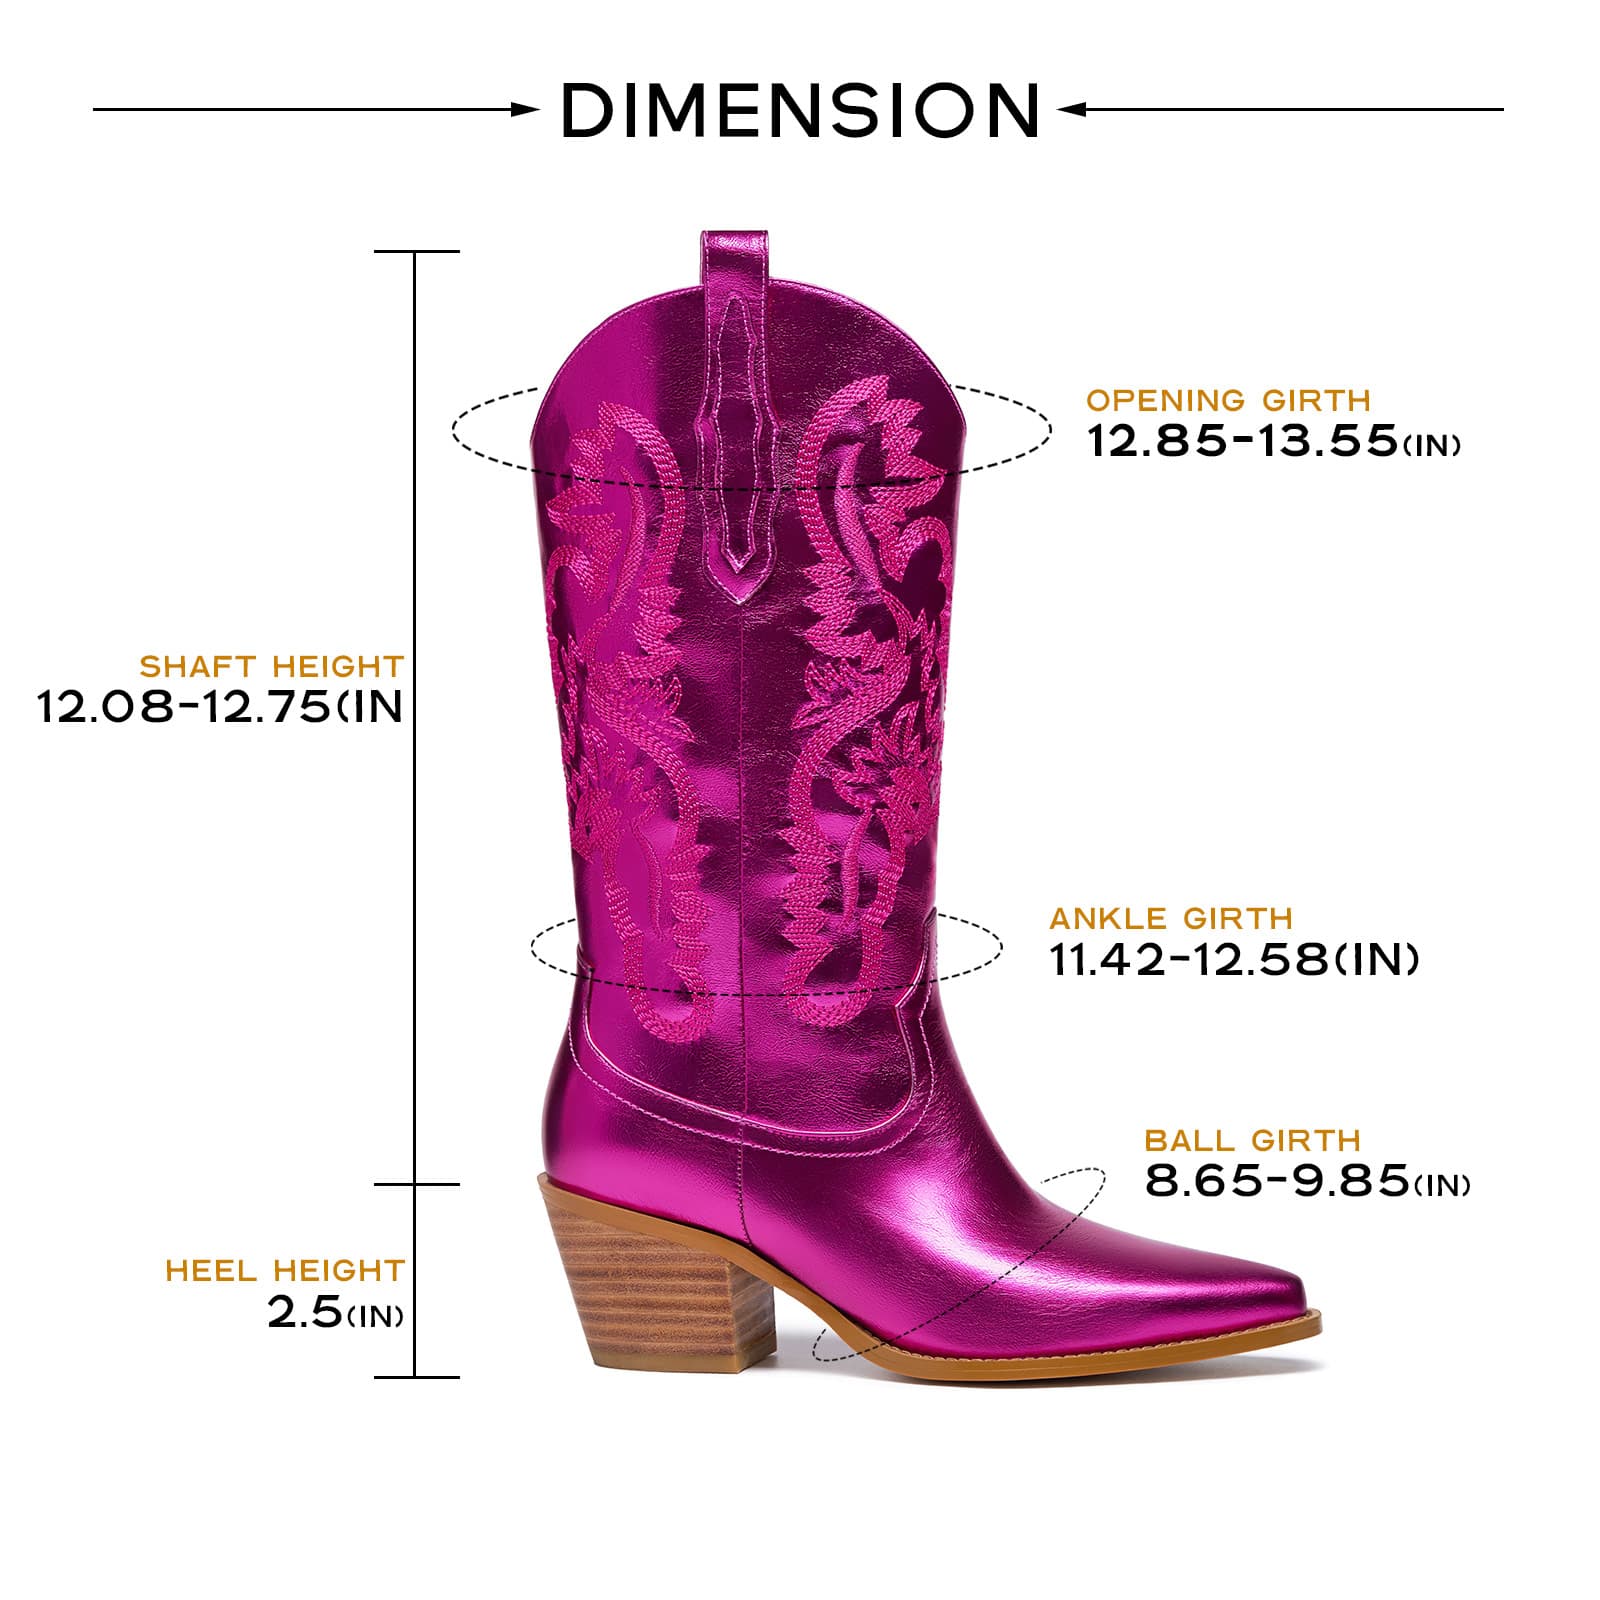 DIMENSION
OPENING GIRTH
12.85-13.55(IN)
SHAFT HEIGHT
12.08-12.75(IN
ANKLE GIRTH
11.42-12.58(IN)
BALL GIRTH
8.65-9.85(IN)
HEEL HEIGHT
2.5(IN)